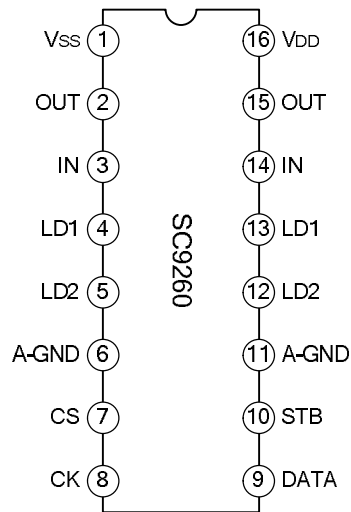 VSS 1 16 VDD
OUT 2 15 OUT
IN 3 14 IN
LD1 4 13 LD1
LD2 5 12 LD2
A-GND 6 11 A-GND
CS 7 10 STB
CK 8 9 DATA
SC9260